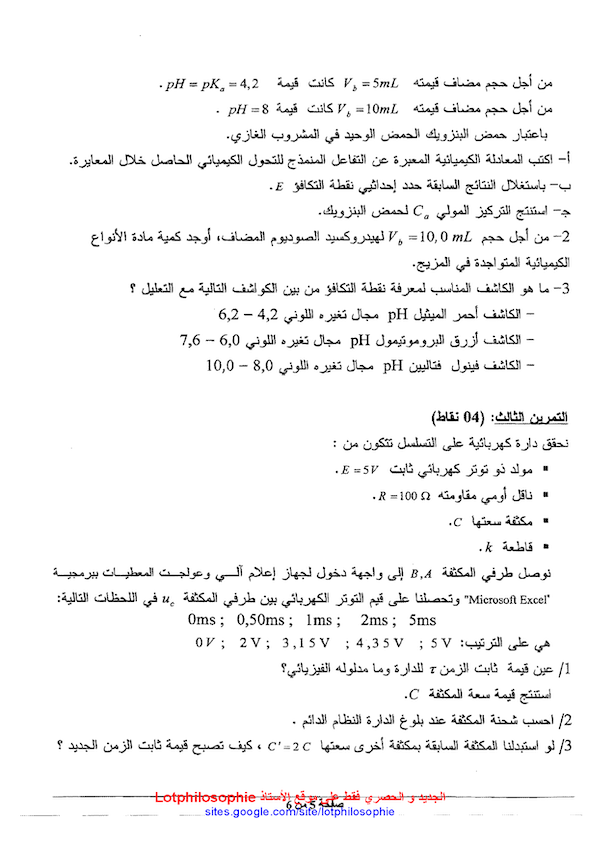 من أجل حجم مضاف قيمته V_b = 5mL كانت قيمة pH = pK_a = 4,2 .
من أجل حجم مضاف قيمته V_b = 10mL كانت قيمة pH = 8 .
باعتبار حمض البنزويك الحمض الوحيد في المشروب الغازي.
أ- اكتب المعادلة الكيميائية المعبرة عن التفاعل المنمذج للتحول الكيميائي الحاصل خلال المعايرة.
ب- باستغلال النتائج السابقة حدد إحداثيي نقطة التكافؤ E .
ج- استنتج التركيز المولي C_a لحمض البنزويك.
2- من أجل حجم V_b = 10,0 mL لهيدروكسيد الصوديوم المضاف، أوجد كمية مادة الأنواع
الكيميائية المتواجدة في المزيج.
3- ما هو الكاشف المناسب لمعرفة نقطة التكافؤ من بين الكواشف التالية مع التعليل ؟
- الكاشف أحمر الميثيل pH مجال تغيره اللوني 4,2 – 6,2
- الكاشف أزرق البروموتيمول pH مجال تغيره اللوني 6,0 – 7,6
- الكاشف فينول فتاليين pH مجال تغيره اللوني 8,0 – 10,0
التمرين الثالث: (04 نقاط)
نحقق دارة كهربائية على التسلسل تتكون من :
▪ مولد ذو توتر كهربائي ثابت E = 5V .
▪ ناقل أومي مقاومته R = 100 Ω .
▪ مكثفة سعتها C .
▪ قاطعة k .
نوصل طرفي المكثفة B,A إلى واجهة دخول لجهاز إعلام آلـــي وعولجـت المعطيـات ببرمجيـة
"Microsoft Excel" وتحصلنا على قيم التوتر الكهربائي بين طرفي المكثفة u_c في اللحظات التالية:
0ms ; 0,50ms ; 1ms ; 2ms ; 5ms
هي على الترتيب: 0V ; 2V ; 3,15V ; 4,35V ; 5V
1/ عين قيمة ثابت الزمن τ للدارة وما مدلوله الفيزيائي؟
استنتج قيمة سعة المكثفة C .
2/ احسب شحنة المكثفة عند بلوغ الدارة النظام الدائم .
3/ لو استبدلنا المكثفة السابقة بمكثفة أخرى سعتها C' = 2 C ، كيف تصبح قيمة ثابت الزمن الجديد ؟
الجديد و الحصري فقط على موقع الأستاذ Lotphilosophie
صفحة 5 من 6
sites.google.com/site/lotphilosophie